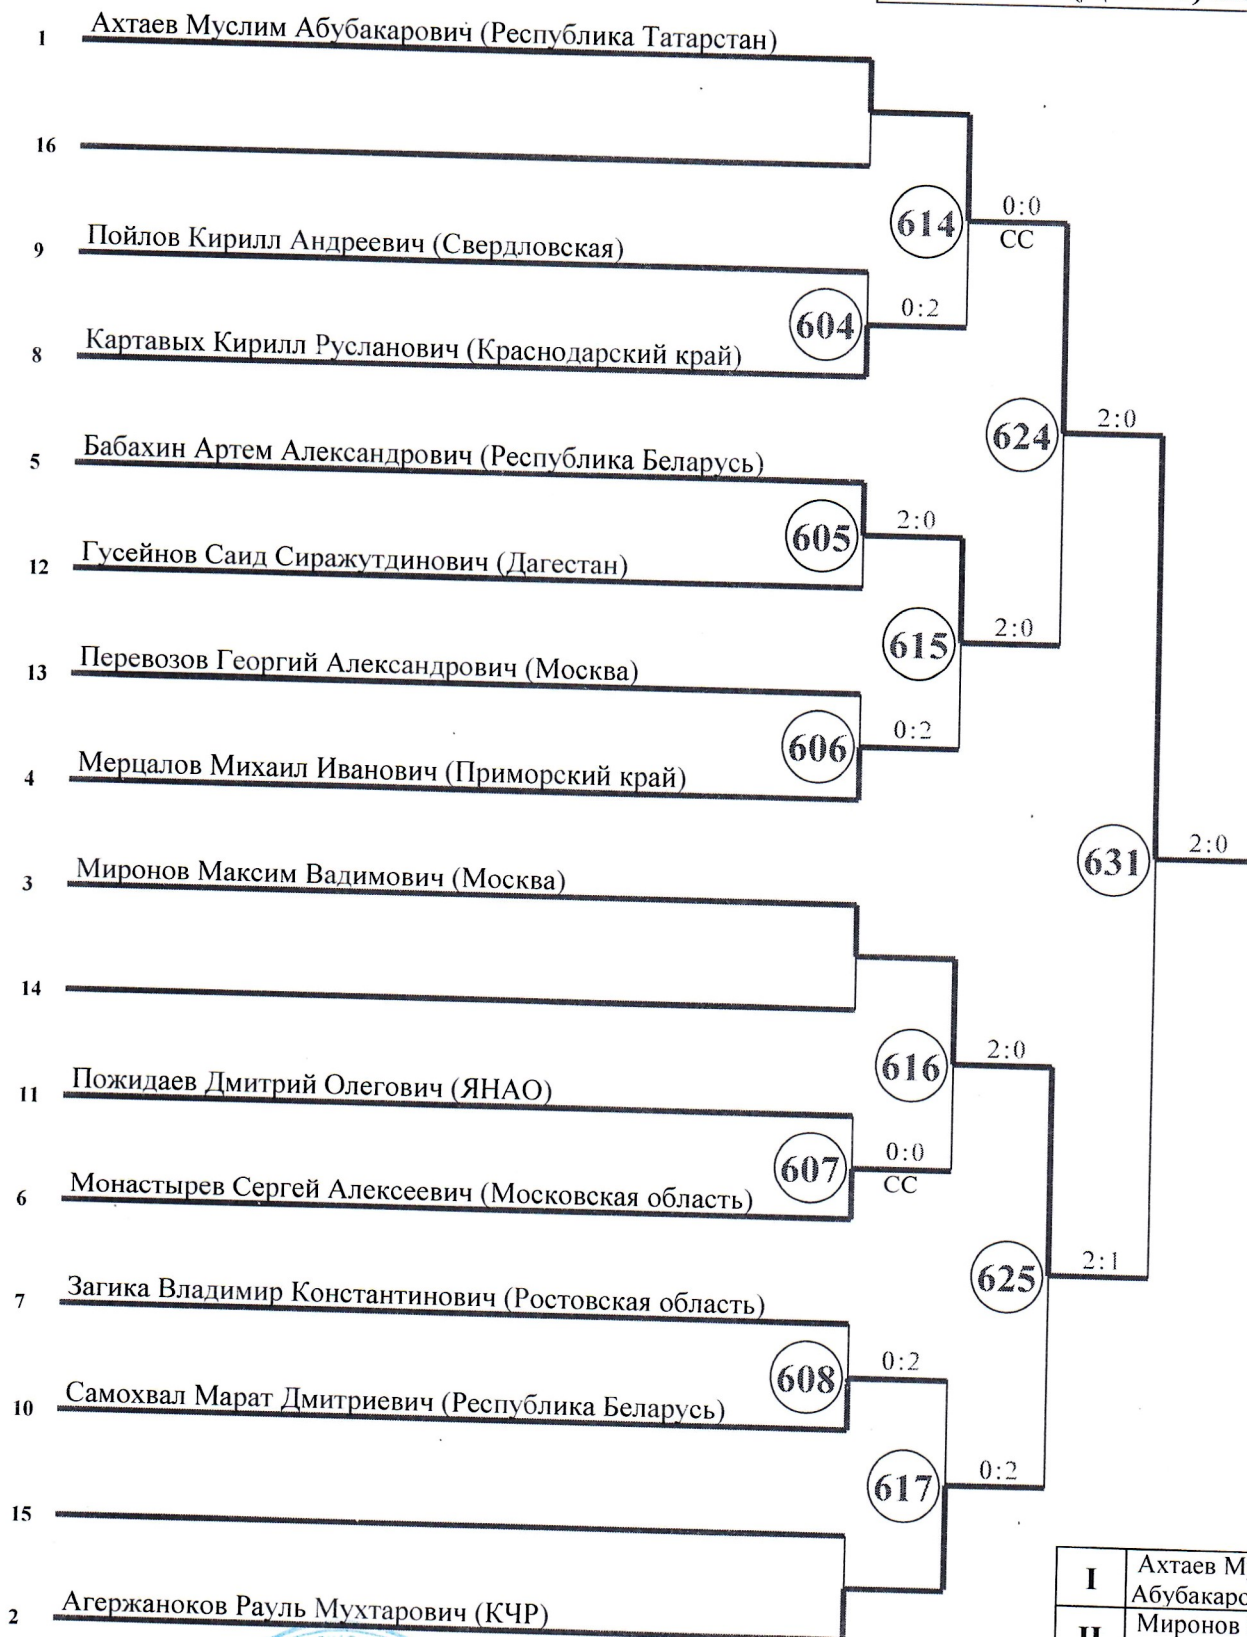 1 Ахтаев Муслим Абубакарович (Республика Татарстан)
16
614 0:0
СС
9 Пойлов Кирилл Андреевич (Свердловская)
604 0:2
8 Картавых Кирилл Русланович (Краснодарский край)
624 2:0
5 Бабахин Артем Александрович (Республика Беларусь)
605 2:0
12 Гусейнов Саид Сиражутдинович (Дагестан)
615 2:0
13 Перевозов Георгий Александрович (Москва)
606 0:2
4 Мерцалов Михаил Иванович (Приморский край)
631 2:0
3 Миронов Максим Вадимович (Москва)
14
616 2:0
11 Пожидаев Дмитрий Олегович (ЯНАО)
607 0:0
СС
6 Монастырев Сергей Алексеевич (Московская область)
625 2:1
7 Загика Владимир Константинович (Ростовская область)
608 0:2
10 Самохвал Марат Дмитриевич (Республика Беларусь)
617 0:2
15
I Ахтаев М
Абубакаро
2 Агержаноков Рауль Мухтарович (КЧР)
II Миронов